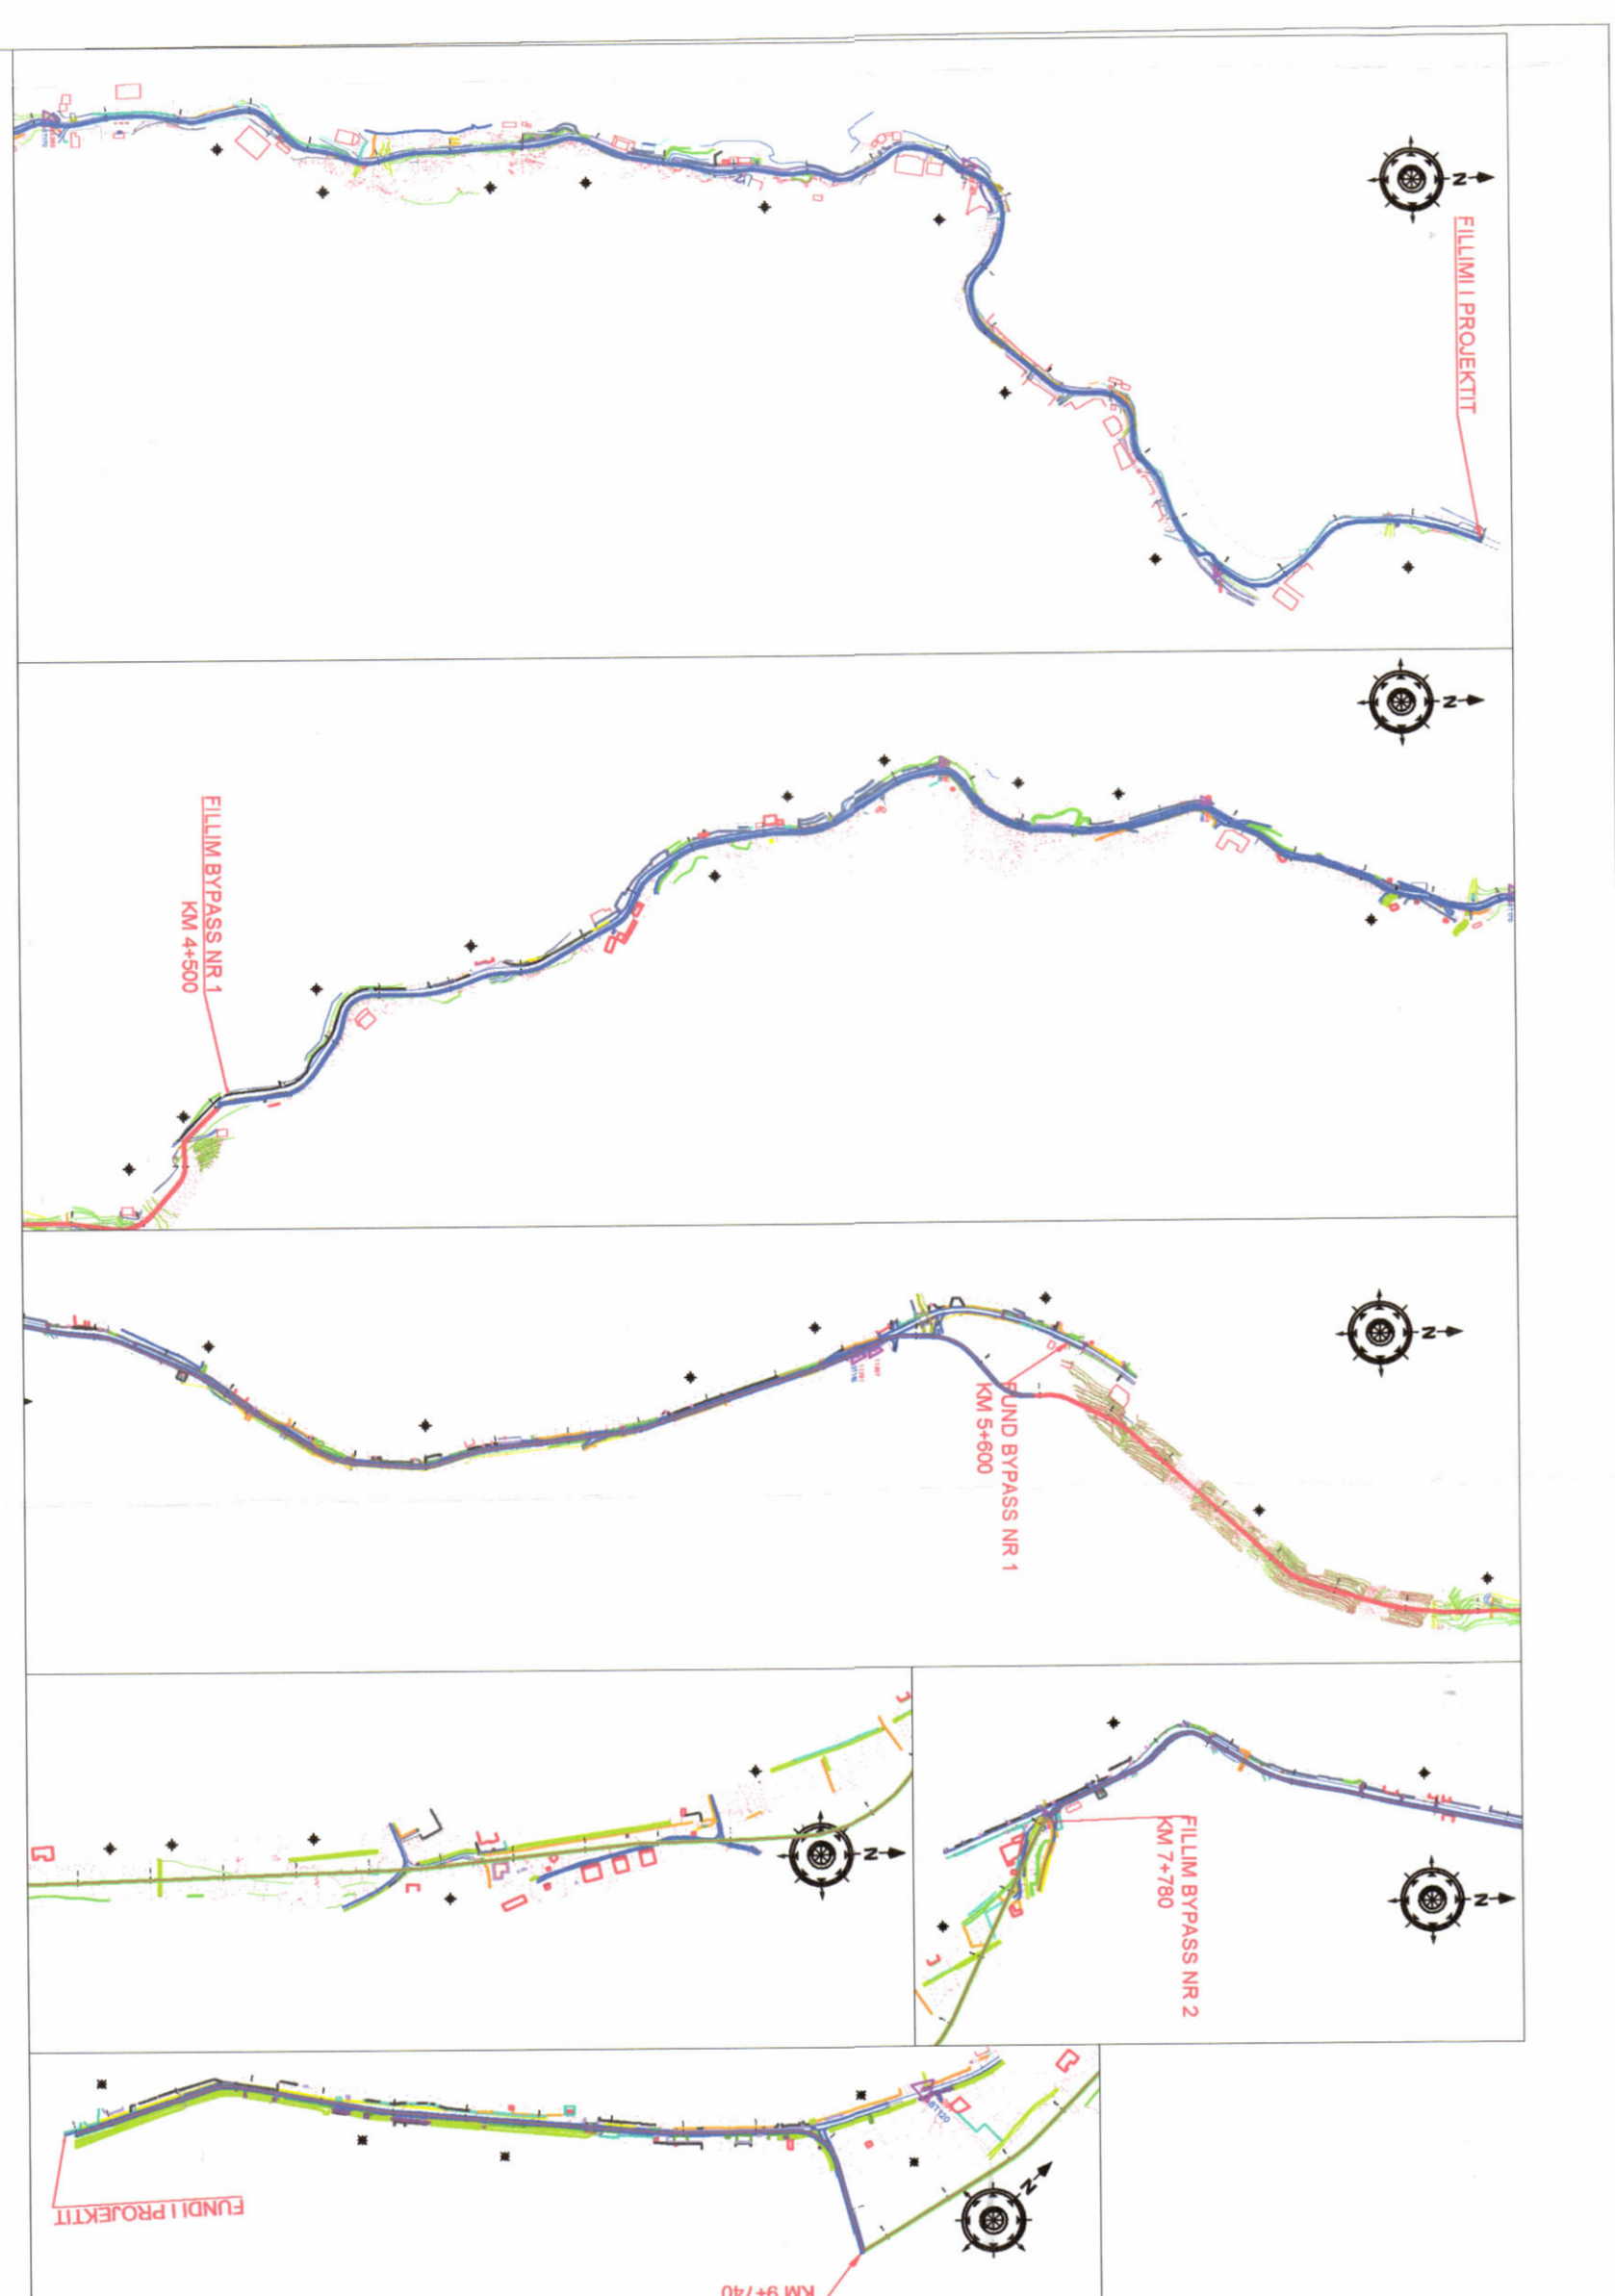 N
FILLIMI I PROJEKTIT
N
FILLIM BYPASS NR 1
KM 4+500
N
FUND BYPASS NR 1
KM 5+600
N
N
FILLIM BYPASS NR 2
KM 7+780
N
FUNDI I PROJEKTIT
KM 9+740